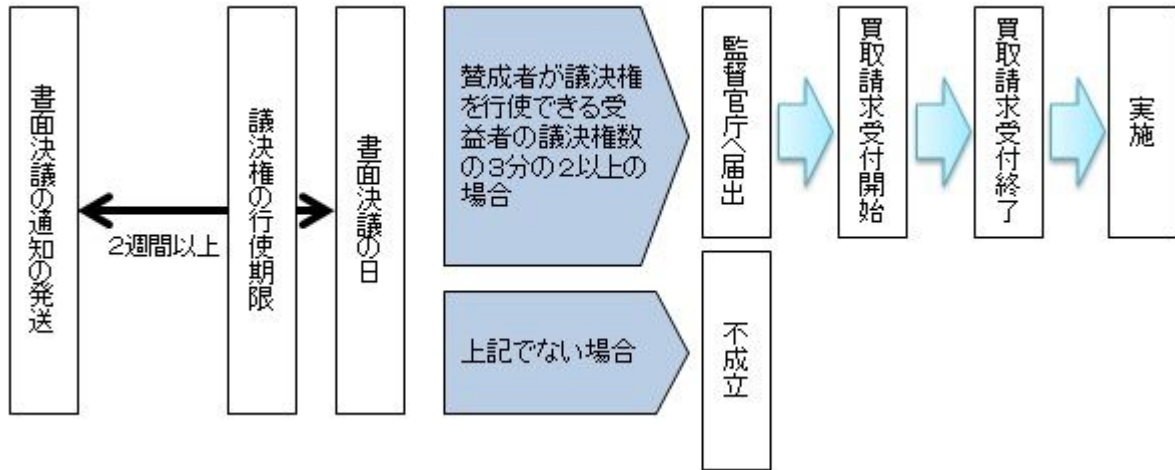 書面決議の通知の発送
2週間以上
議決権の行使期限
書面決議の日
賛成者が議決権
を行使できる受
益者の議決権数
の3分の2以上の
場合
監督官庁へ届出
買取請求受付開始
買取請求受付終了
実施
上記でない場合
不成立